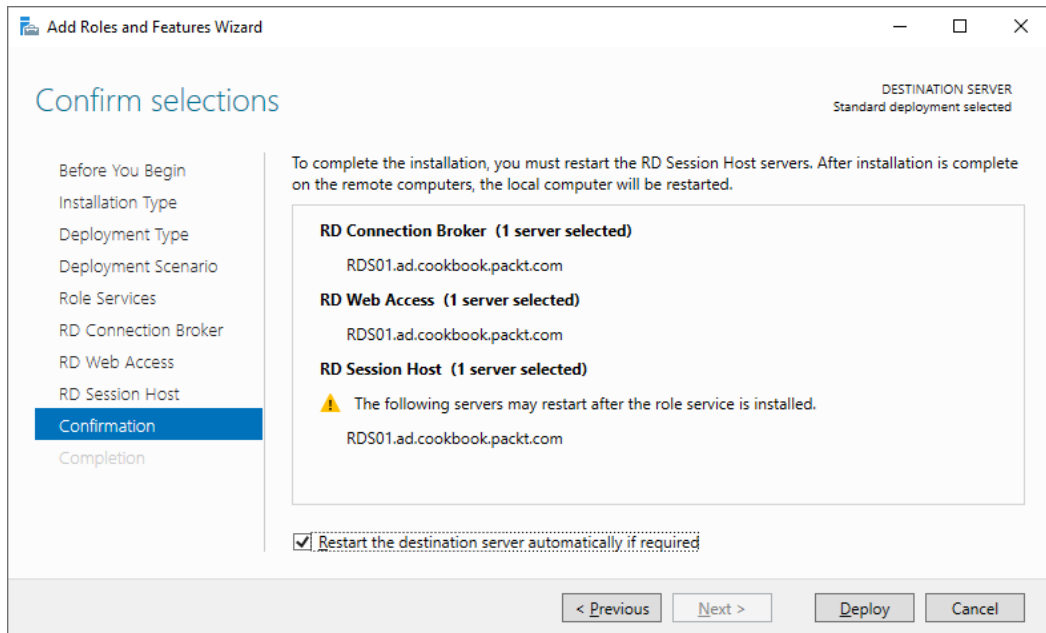 Add Roles and Features Wizard
Confirm selections
DESTINATION SERVER
Standard deployment selected
Before You Begin
Installation Type
Deployment Type
Deployment Scenario
Role Services
RD Connection Broker
RD Web Access
RD Session Host
Confirmation
Completion
To complete the installation, you must restart the RD Session Host servers. After installation is complete
on the remote computers, the local computer will be restarted.
RD Connection Broker (1 server selected)
RDS01.ad.cookbook.packt.com
RD Web Access (1 server selected)
RDS01.ad.cookbook.packt.com
RD Session Host (1 server selected)
The following servers may restart after the role service is installed.
RDS01.ad.cookbook.packt.com
Restart the destination server automatically if required
< Previous
Next >
Deploy
Cancel